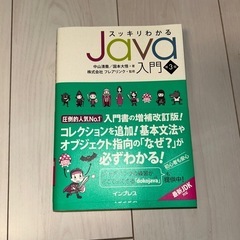 スッキリわかる
Java
入門 第3版
中山清喬/国本大悟・著
株式会社 フレアリンク・監修
圧倒的人気No.1
入門書の増補改訂版!
コレクションを追加!基本文法や
オブジェクト指向の「なぜ?」が
必ずわかる!
「dokojava」
最新JDK
インプレス